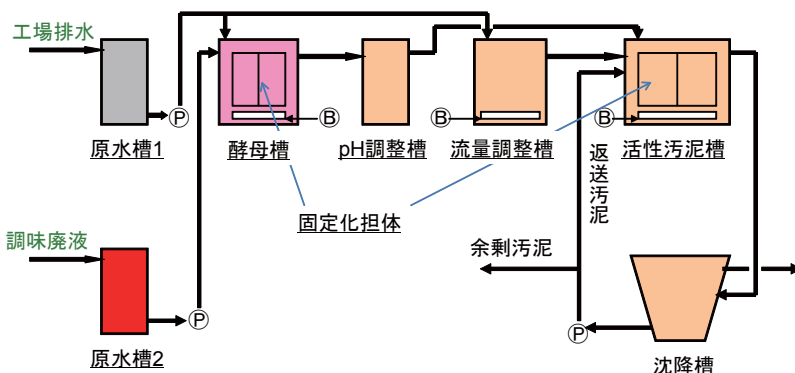 工場排水
P
B
B
B
原水槽1
酵母槽
pH調整槽
流量調整槽
活性汚泥槽
返送汚泥
固定化担体
調味廃液
余剰汚泥
P
P
原水槽2
沈降槽